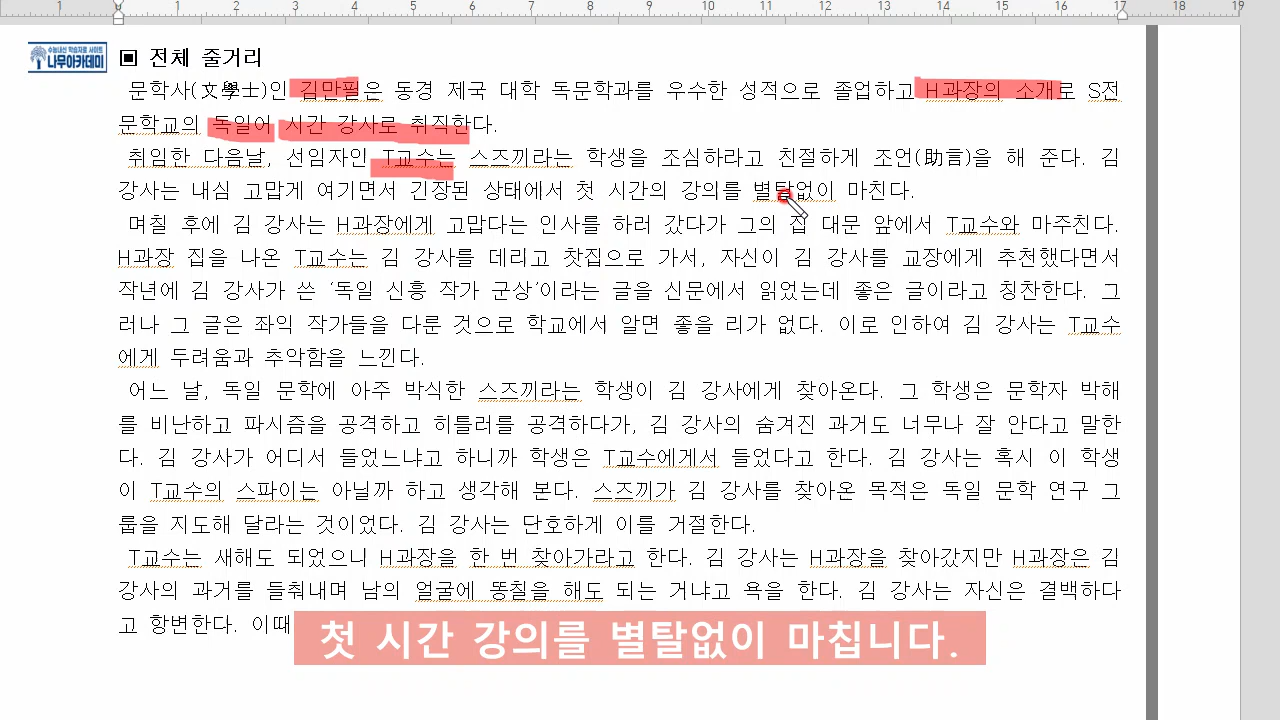 1 0 1 2 3 4 5 6 7 8 9 10 11 12 13 14 15 16 17 18 19
수능내신 학습자료 사이트
나무아카데미
▣ 전체 줄거리
문학사(文學士)인 김만필은 동경 제국 대학 독문학과를 우수한 성적으로 졸업하고 H과장의 소개로 S전
문학교의 독일어 시간 강사로 취직한다.
취임한 다음날, 선임자인 T교수는 스즈끼라는 학생을 조심하라고 친절하게 조언(助言)을 해 준다. 김
강사는 내심 고맙게 여기면서 긴장된 상태에서 첫 시간의 강의를 별탈없이 마친다.
며칠 후에 김 강사는 H과장에게 고맙다는 인사를 하러 갔다가 그의 집 대문 앞에서 T교수와 마주친다.
H과장 집을 나온 T교수는 김 강사를 데리고 찻집으로 가서, 자신이 김 강사를 교장에게 추천했다면서
작년에 김 강사가 쓴 '독일 신흥 작가 군상'이라는 글을 신문에서 읽었는데 좋은 글이라고 칭찬한다. 그
러나 그 글은 좌익 작가들을 다룬 것으로 학교에서 알면 좋을 리가 없다. 이로 인하여 김 강사는 T교수
에게 두려움과 추악함을 느낀다.
어느 날, 독일 문학에 아주 박식한 스즈끼라는 학생이 김 강사에게 찾아온다. 그 학생은 문학자 박해
를 비난하고 파시즘을 공격하고 히틀러를 공격하다가, 김 강사의 숨겨진 과거도 너무나 잘 안다고 말한
다. 김 강사가 어디서 들었느냐고 하니까 학생은 T교수에게서 들었다고 한다. 김 강사는 혹시 이 학생
이 T교수의 스파이는 아닐까 하고 생각해 본다. 스즈끼가 김 강사를 찾아온 목적은 독일 문학 연구 그
룹을 지도해 달라는 것이었다. 김 강사는 단호하게 이를 거절한다.
T교수는 새해도 되었으니 H과장을 한 번 찾아가라고 한다. 김 강사는 H과장을 찾아갔지만 H과장은 김
강사의 과거를 들춰내며 남의 얼굴에 똥칠을 해도 되는 거냐고 욕을 한다. 김 강사는 자신은 결백하다
고 항변한다. 이때
첫 시간 강의를 별탈없이 마칩니다.